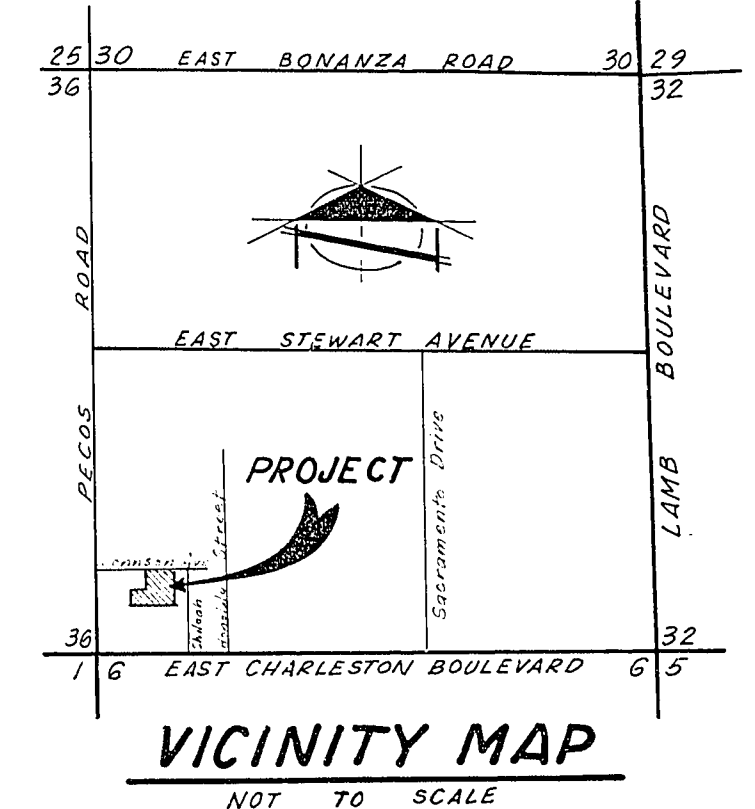 25 30 EAST BONANZA ROAD 30 29
36 32
PECOS ROAD
LAMB BOULEVARD
EAST STEWART AVENUE
Sacramento Drive
PROJECT
Street
Shiloah
36 32
1 6 EAST CHARLESTON BOULEVARD 6 5
VICINITY MAP
NOT TO SCALE